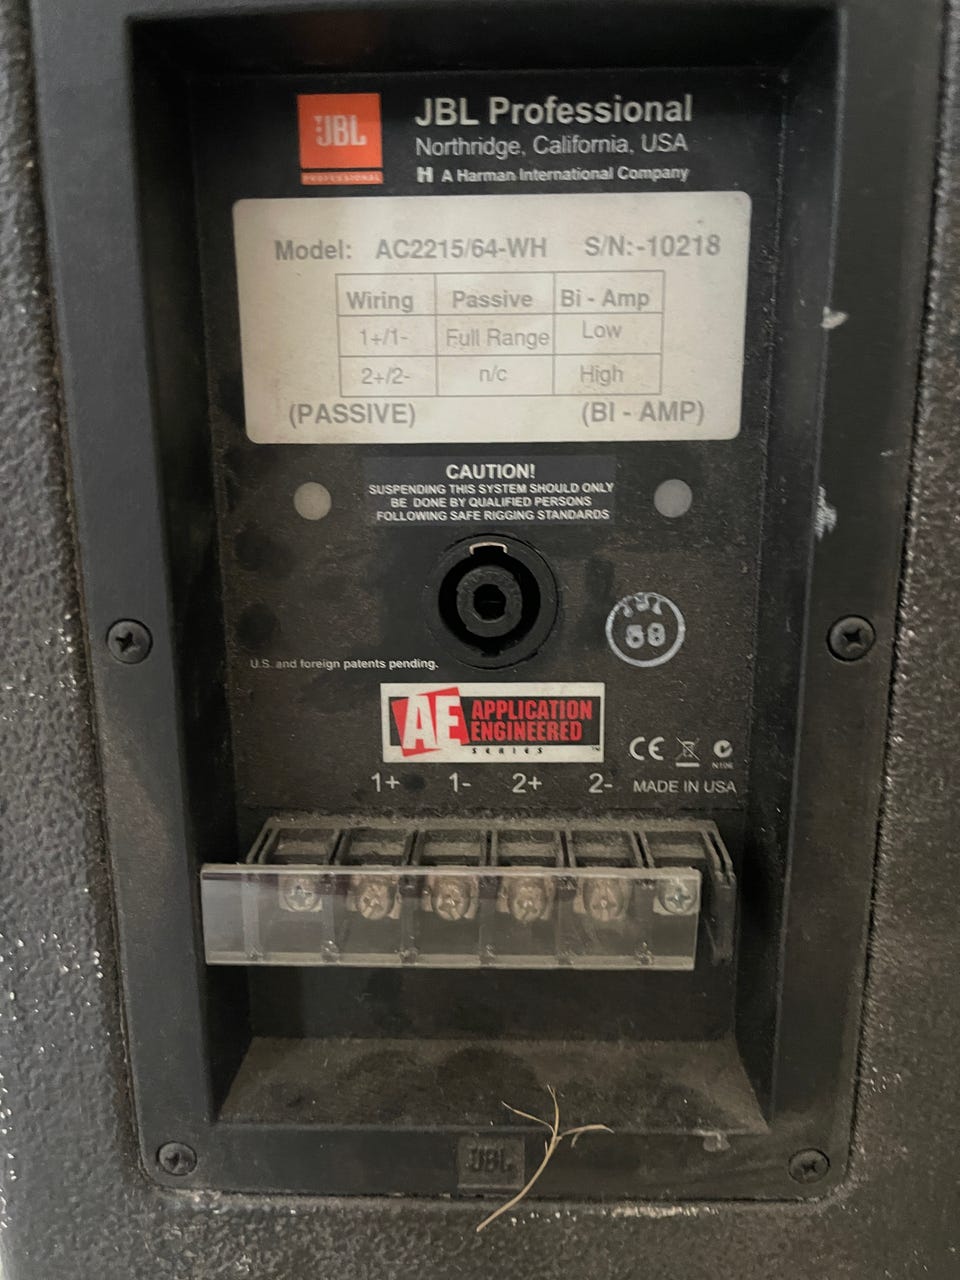 JBL
PROFESSIONAL
JBL Professional
Northridge, California, USA
H A Harman International Company
Model: AC2215/64-WH S/N:-10218
Wiring Passive Bi - Amp
1+/1- Full Range Low
2+/2- n/c High
(PASSIVE) (BI - AMP)
CAUTION!
SUSPENDING THIS SYSTEM SHOULD ONLY
BE DONE BY QUALIFIED PERSONS
FOLLOWING SAFE RIGGING STANDARDS
59
U.S. and foreign patents pending.
AE APPLICATION
ENGINEERED
SERIES ™
CE
N108
1+ 1- 2+ 2- MADE IN USA
JBL